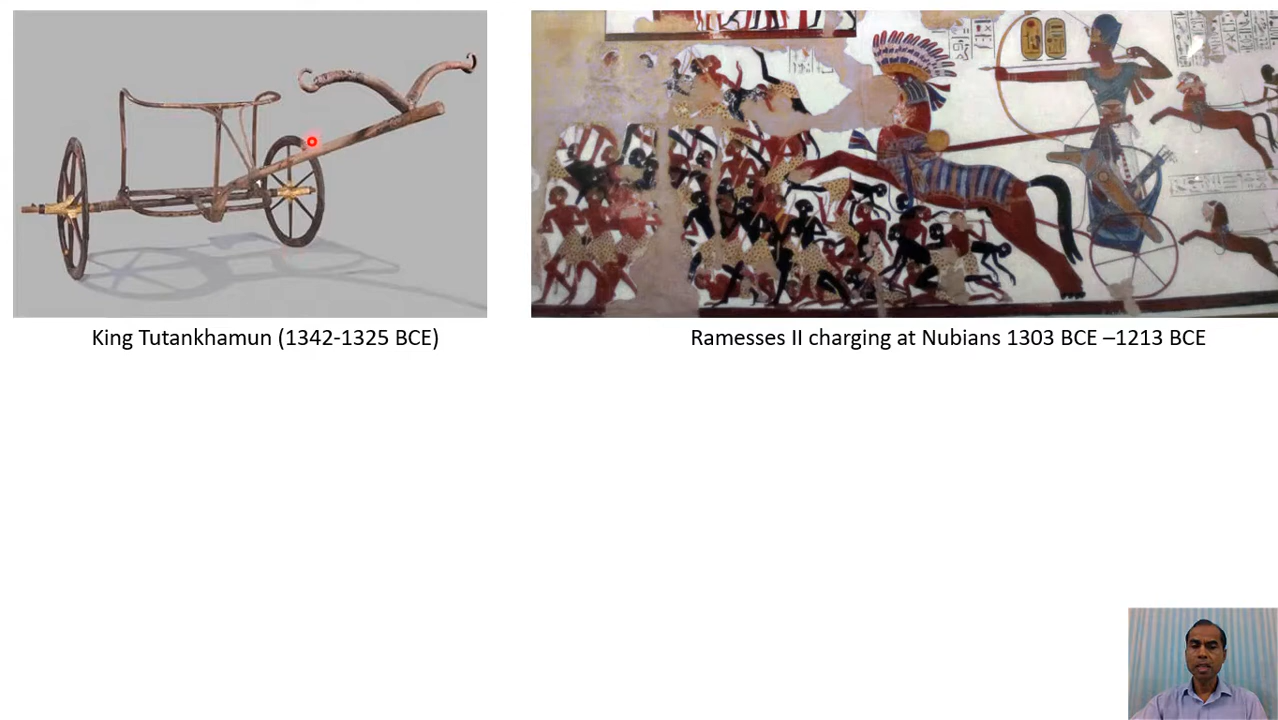 King Tutankhamun (1342-1325 BCE)
Ramesses II charging at Nubians 1303 BCE –1213 BCE